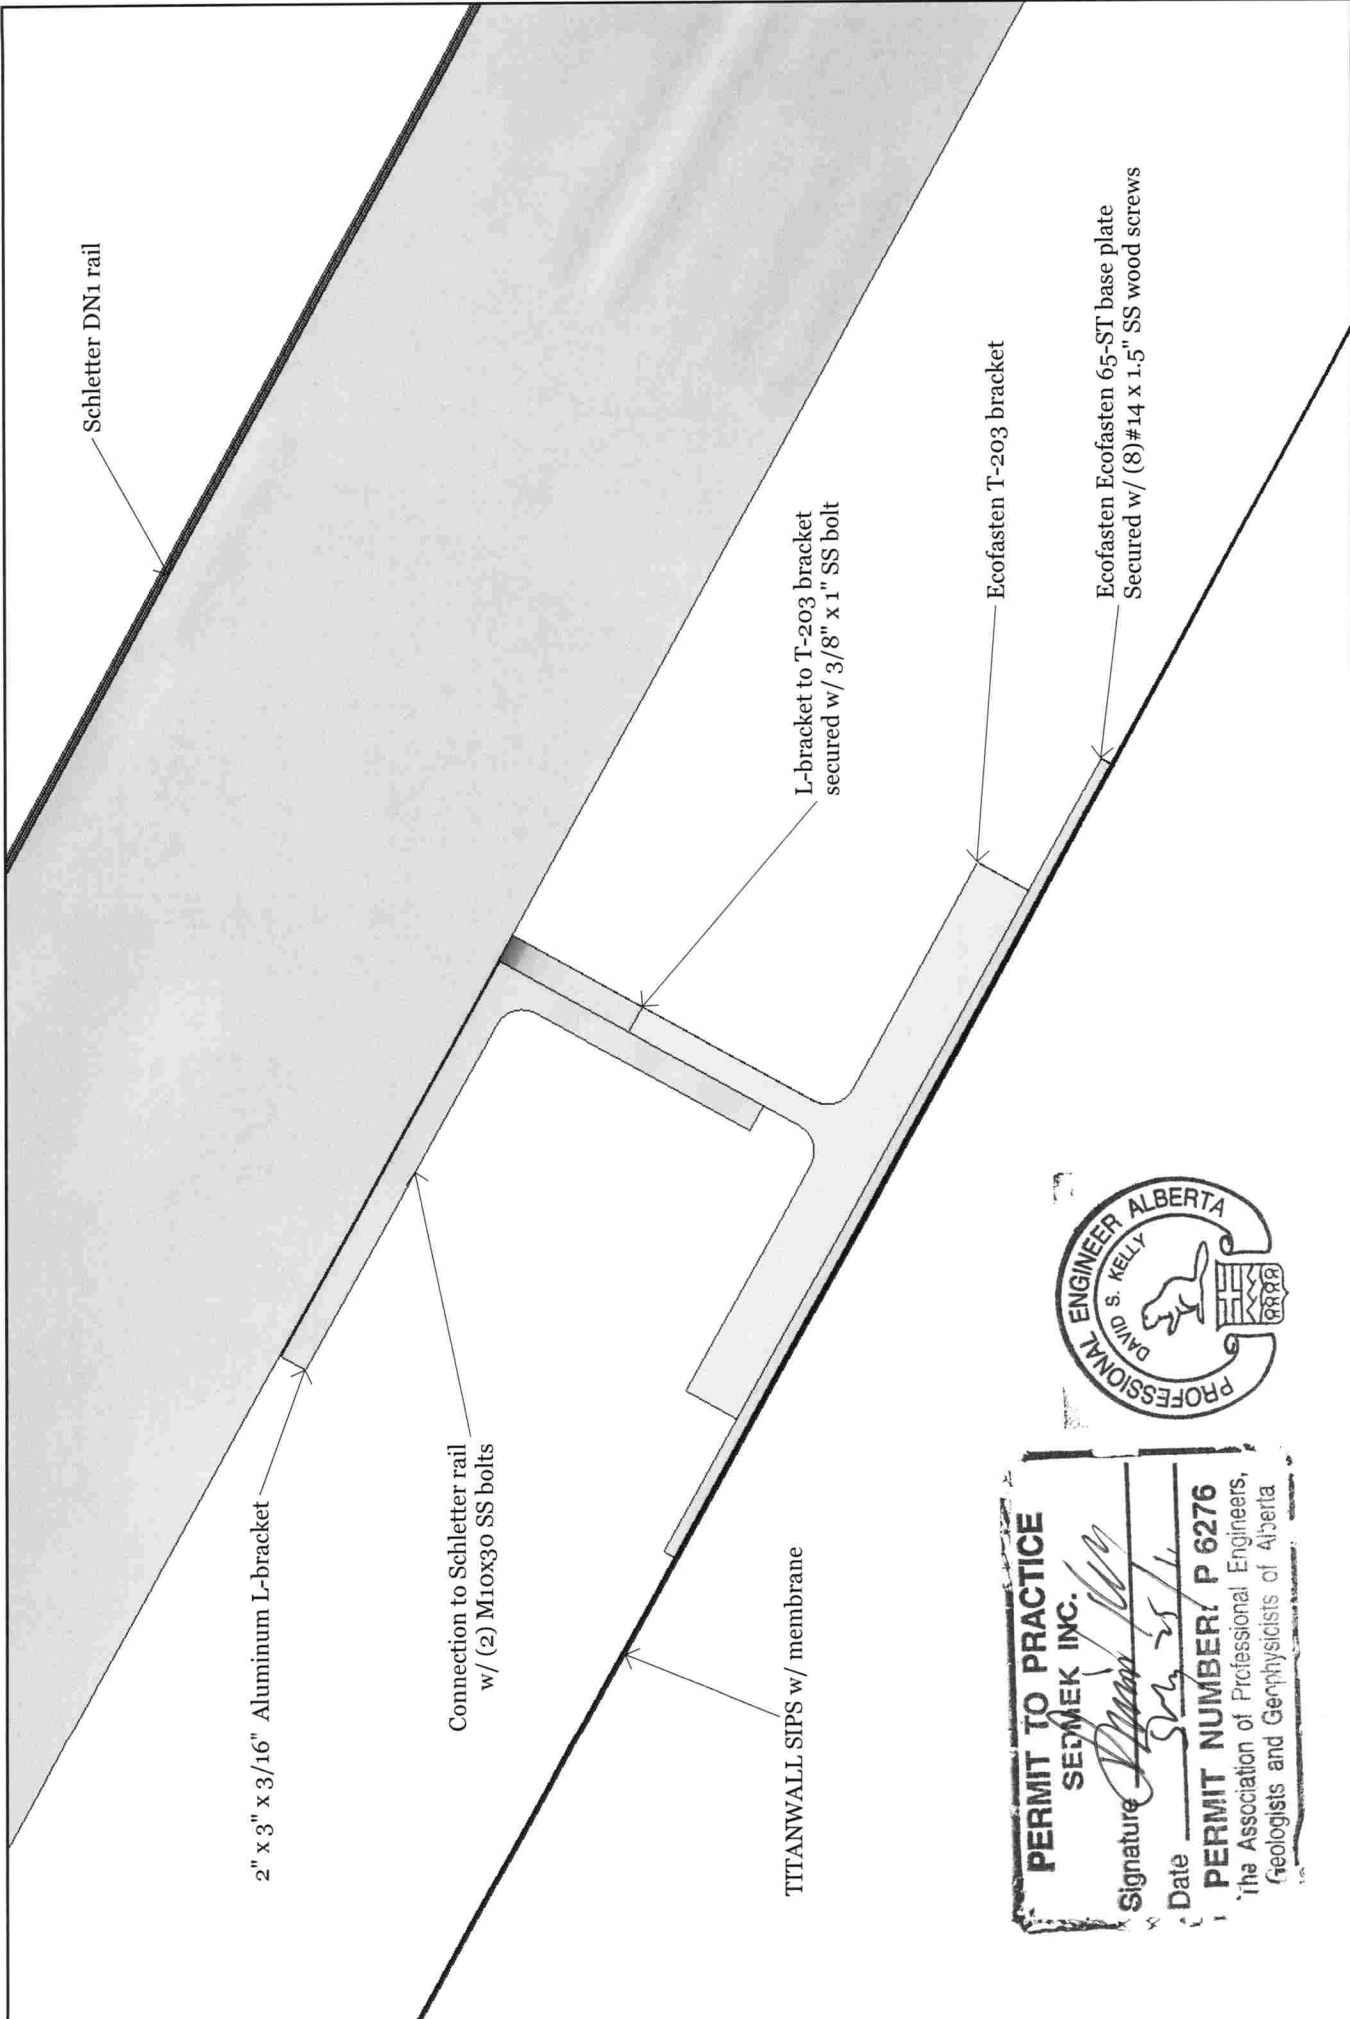 Schletter DN1 rail
2" x 3" x 3/16" Aluminum L-bracket
Connection to Schletter rail
w/ (2) M10x30 SS bolts
L-bracket to T-203 bracket
secured w/ 3/8" x 1" SS bolt
TITANWALL SIPS w/ membrane
Ecofasten T-203 bracket
Ecofasten Ecofasten 65-ST base plate
Secured w/ (8)#14 x 1.5" SS wood screws
PERMIT TO PRACTICE
SEDMEK INC.
Signature
Date
PERMIT NUMBER: P 6276
The Association of Professional Engineers,
Geologists and Geophysicists of Alberta
PROFESSIONAL ENGINEER ALBERTA
DAVID S. KELLY